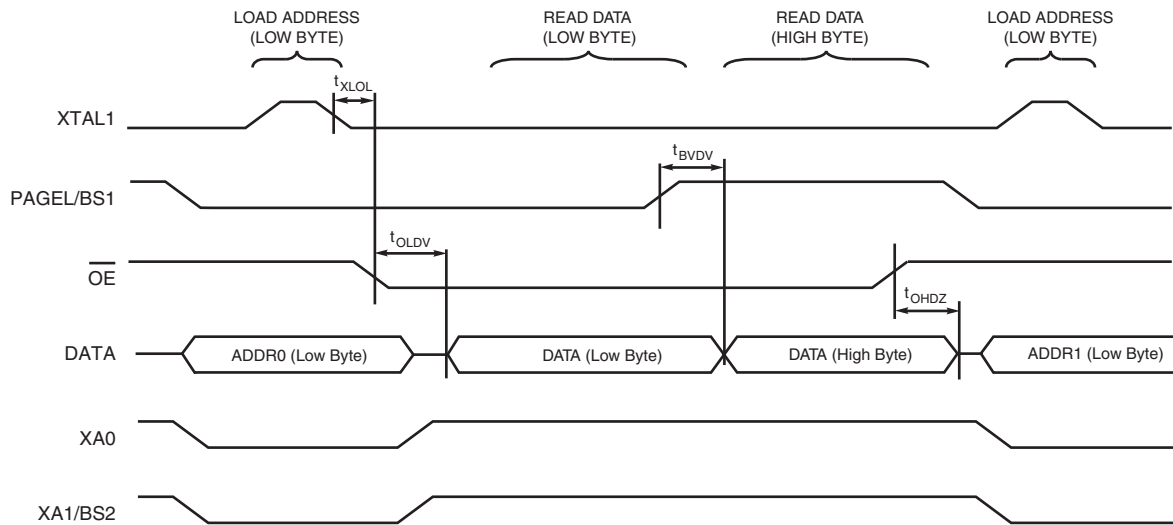 LOAD ADDRESS
(LOW BYTE)
READ DATA
(LOW BYTE)
READ DATA
(HIGH BYTE)
LOAD ADDRESS
(LOW BYTE)
tXLOL
XTAL1
tBVDV
PAGEL/BS1
tOLDV
OE
tOHDZ
DATA
ADDR0 (Low Byte)
DATA (Low Byte)
DATA (High Byte)
ADDR1 (Low Byte)
XA0
XA1/BS2